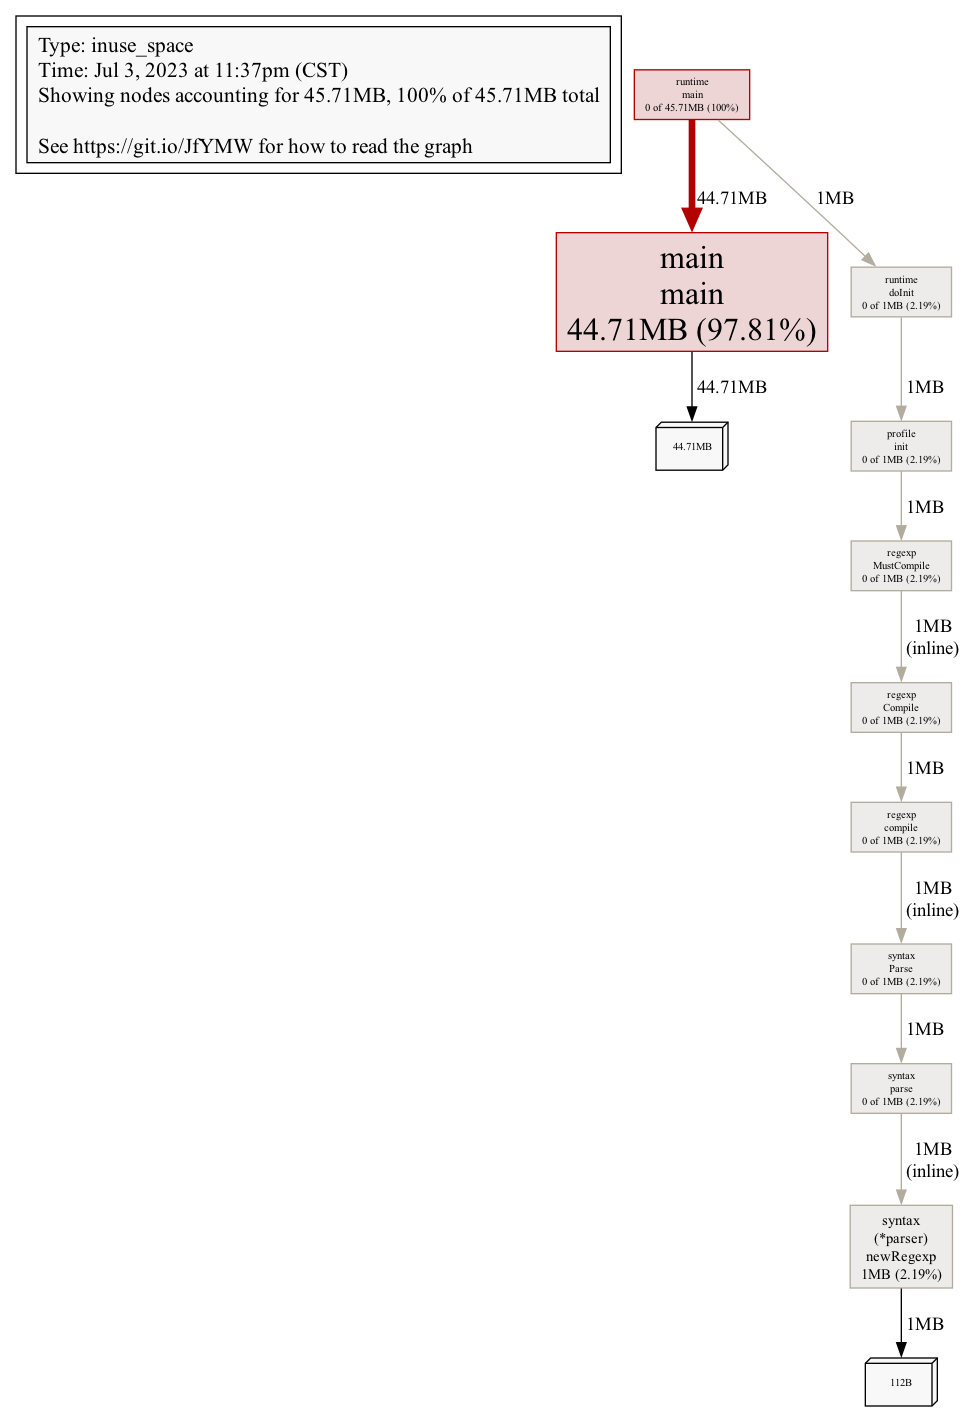 Type: inuse_space
Time: Jul 3, 2023 at 11:37pm (CST)
Showing nodes accounting for 45.71MB, 100% of 45.71MB total
See https://git.io/JfYMW for how to read the graph
runtime
main
0 of 45.71MB (100%)
44.71MB
1MB
main
main
44.71MB (97.81%)
runtime
doInit
0 of 1MB (2.19%)
44.71MB
1MB
44.71MB
profile
init
0 of 1MB (2.19%)
1MB
regexp
MustCompile
0 of 1MB (2.19%)
1MB
(inline)
regexp
Compile
0 of 1MB (2.19%)
1MB
regexp
compile
0 of 1MB (2.19%)
1MB
(inline)
syntax
Parse
0 of 1MB (2.19%)
1MB
syntax
parse
0 of 1MB (2.19%)
1MB
(inline)
syntax
(*parser)
newRegexp
1MB (2.19%)
1MB
112B